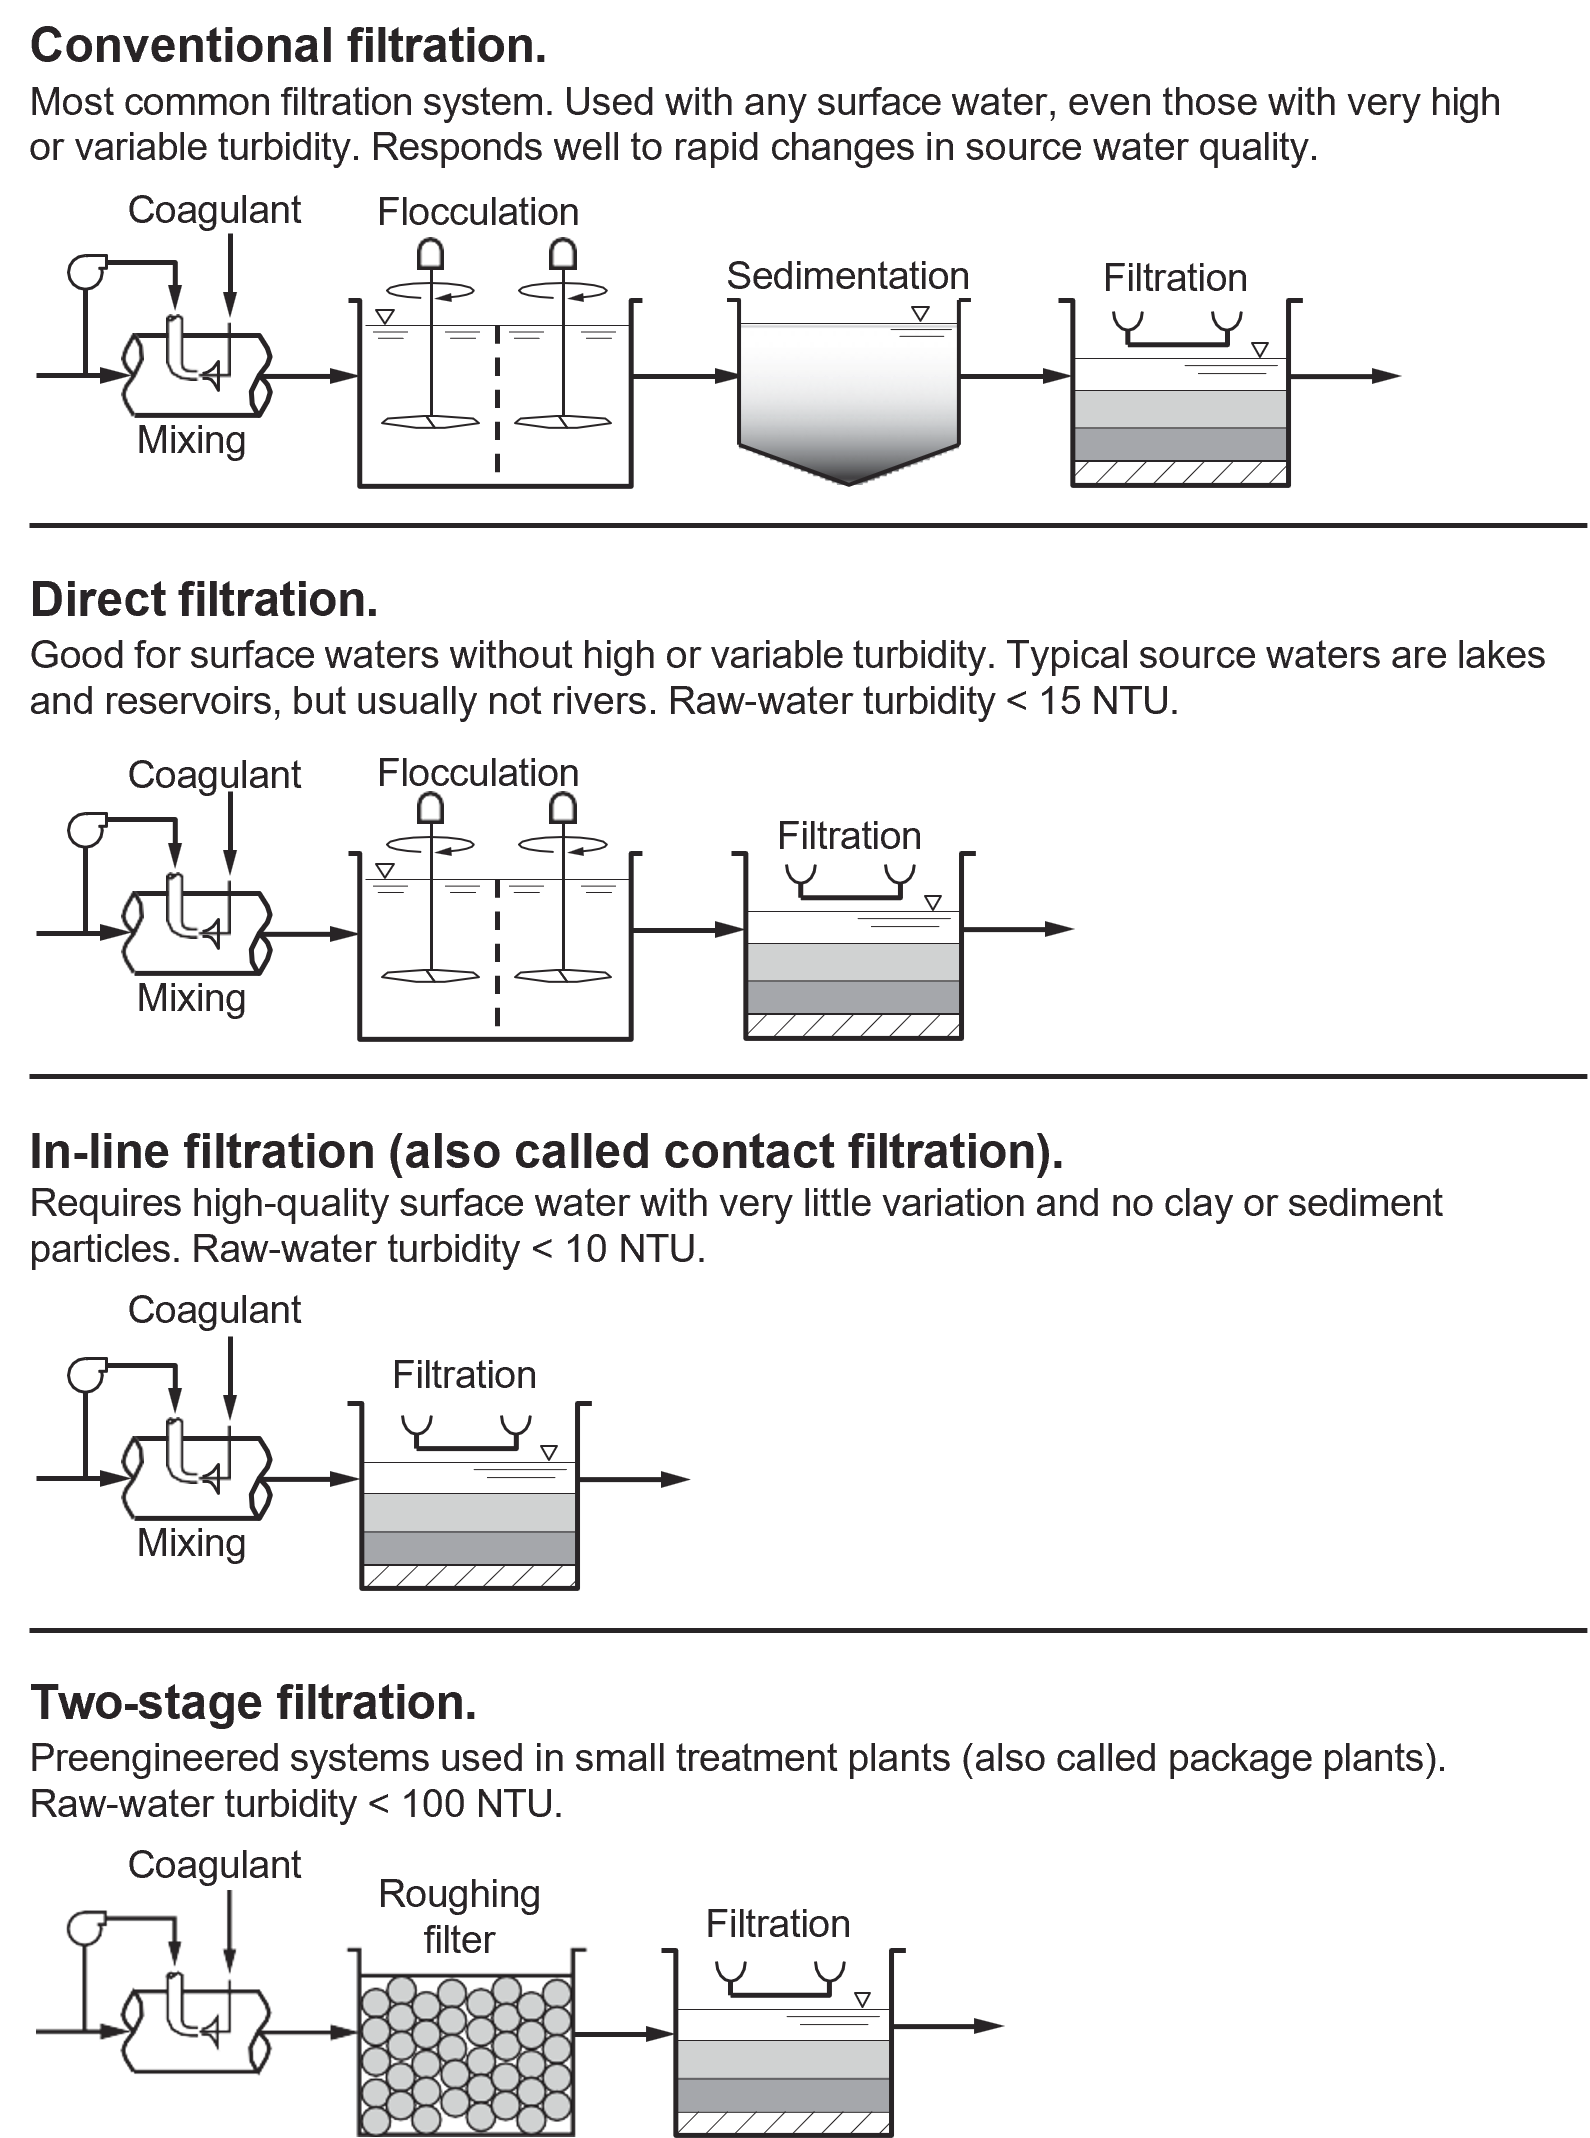 Conventional filtration.
Most common filtration system. Used with any surface water, even those with very high
or variable turbidity. Responds well to rapid changes in source water quality.
Coagulant
Flocculation
Sedimentation
Filtration
Mixing
Direct filtration.
Good for surface waters without high or variable turbidity. Typical source waters are lakes
and reservoirs, but usually not rivers. Raw-water turbidity < 15 NTU.
Coagulant
Flocculation
Filtration
Mixing
In-line filtration (also called contact filtration).
Requires high-quality surface water with very little variation and no clay or sediment
particles. Raw-water turbidity < 10 NTU.
Coagulant
Filtration
Mixing
Two-stage filtration.
Preengineered systems used in small treatment plants (also called package plants).
Raw-water turbidity < 100 NTU.
Coagulant
Roughing
filter
Filtration